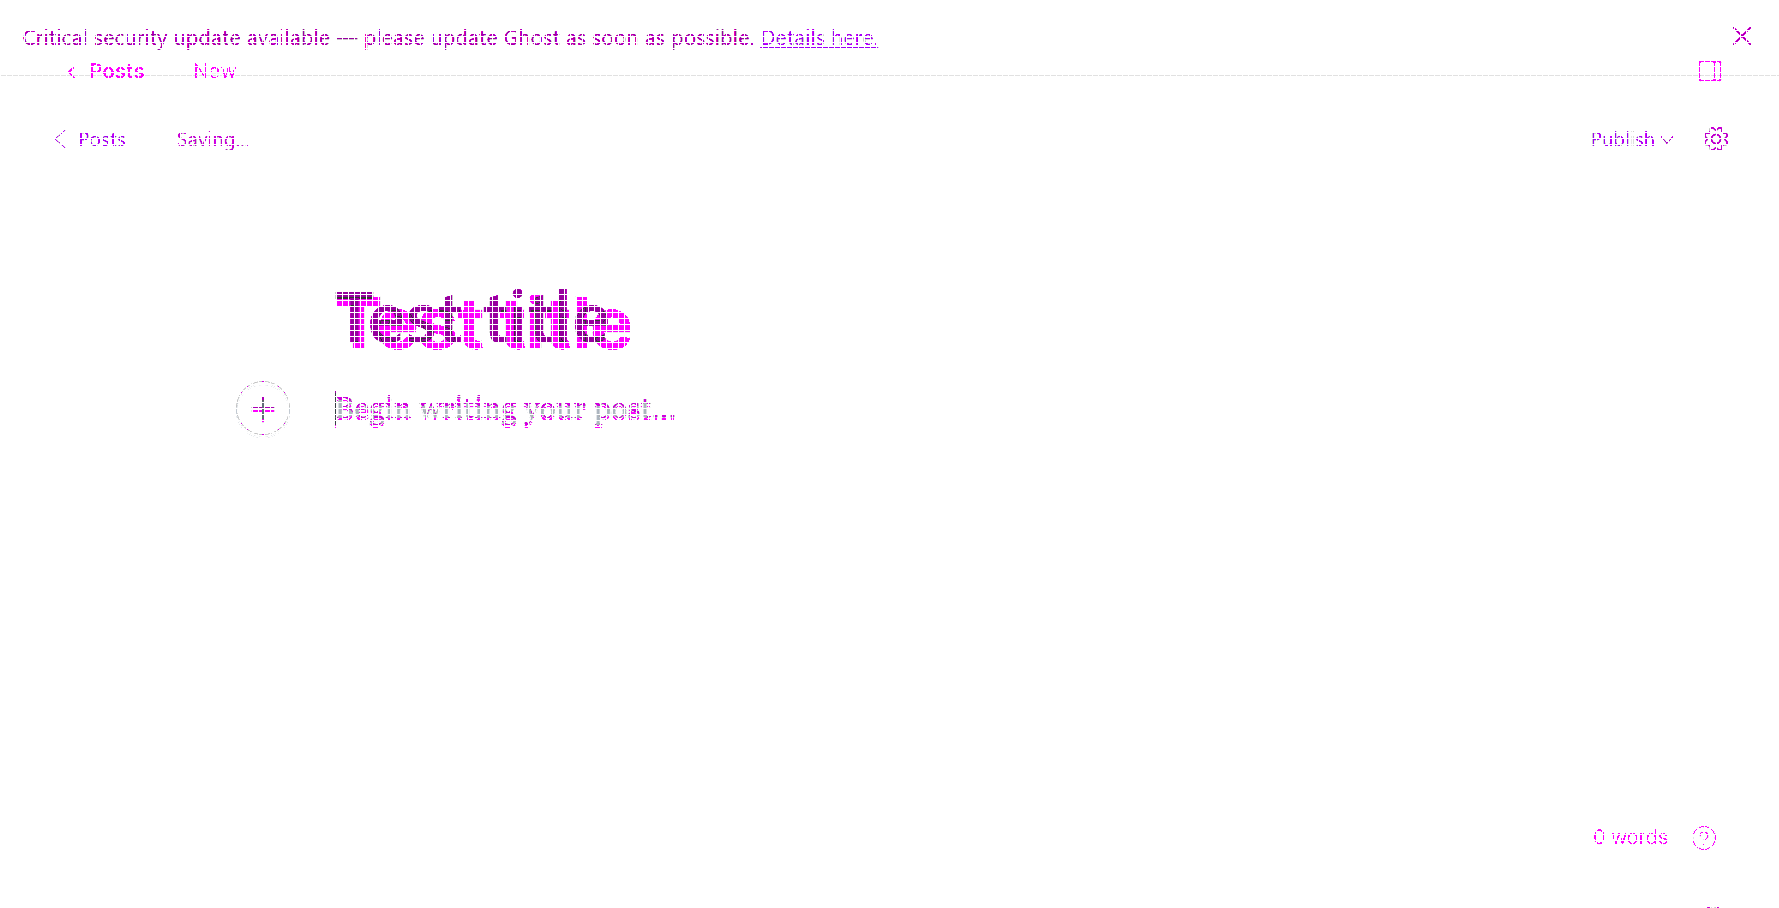 Critical security update available — please update Ghost as soon as possible. Details here.
Posts New
Posts Saving... Publish
Test title
Begin writing your post...
0 words
?